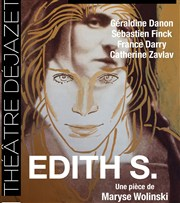 THÉÂTRE DÉJAZET
Géraldine Danon
Sébastien Finck
France Darry
Catherine Zavlav
EDITH S.
Une pièce de
Maryse Wolinski